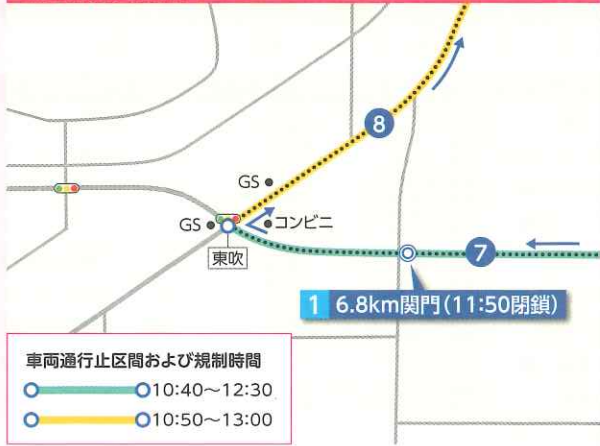 8
GS
GS
コンビニ
東吹
7
1 6.8km関門(11:50閉鎖)
車両通行止区間および規制時間
10:40～12:30
10:50～13:00